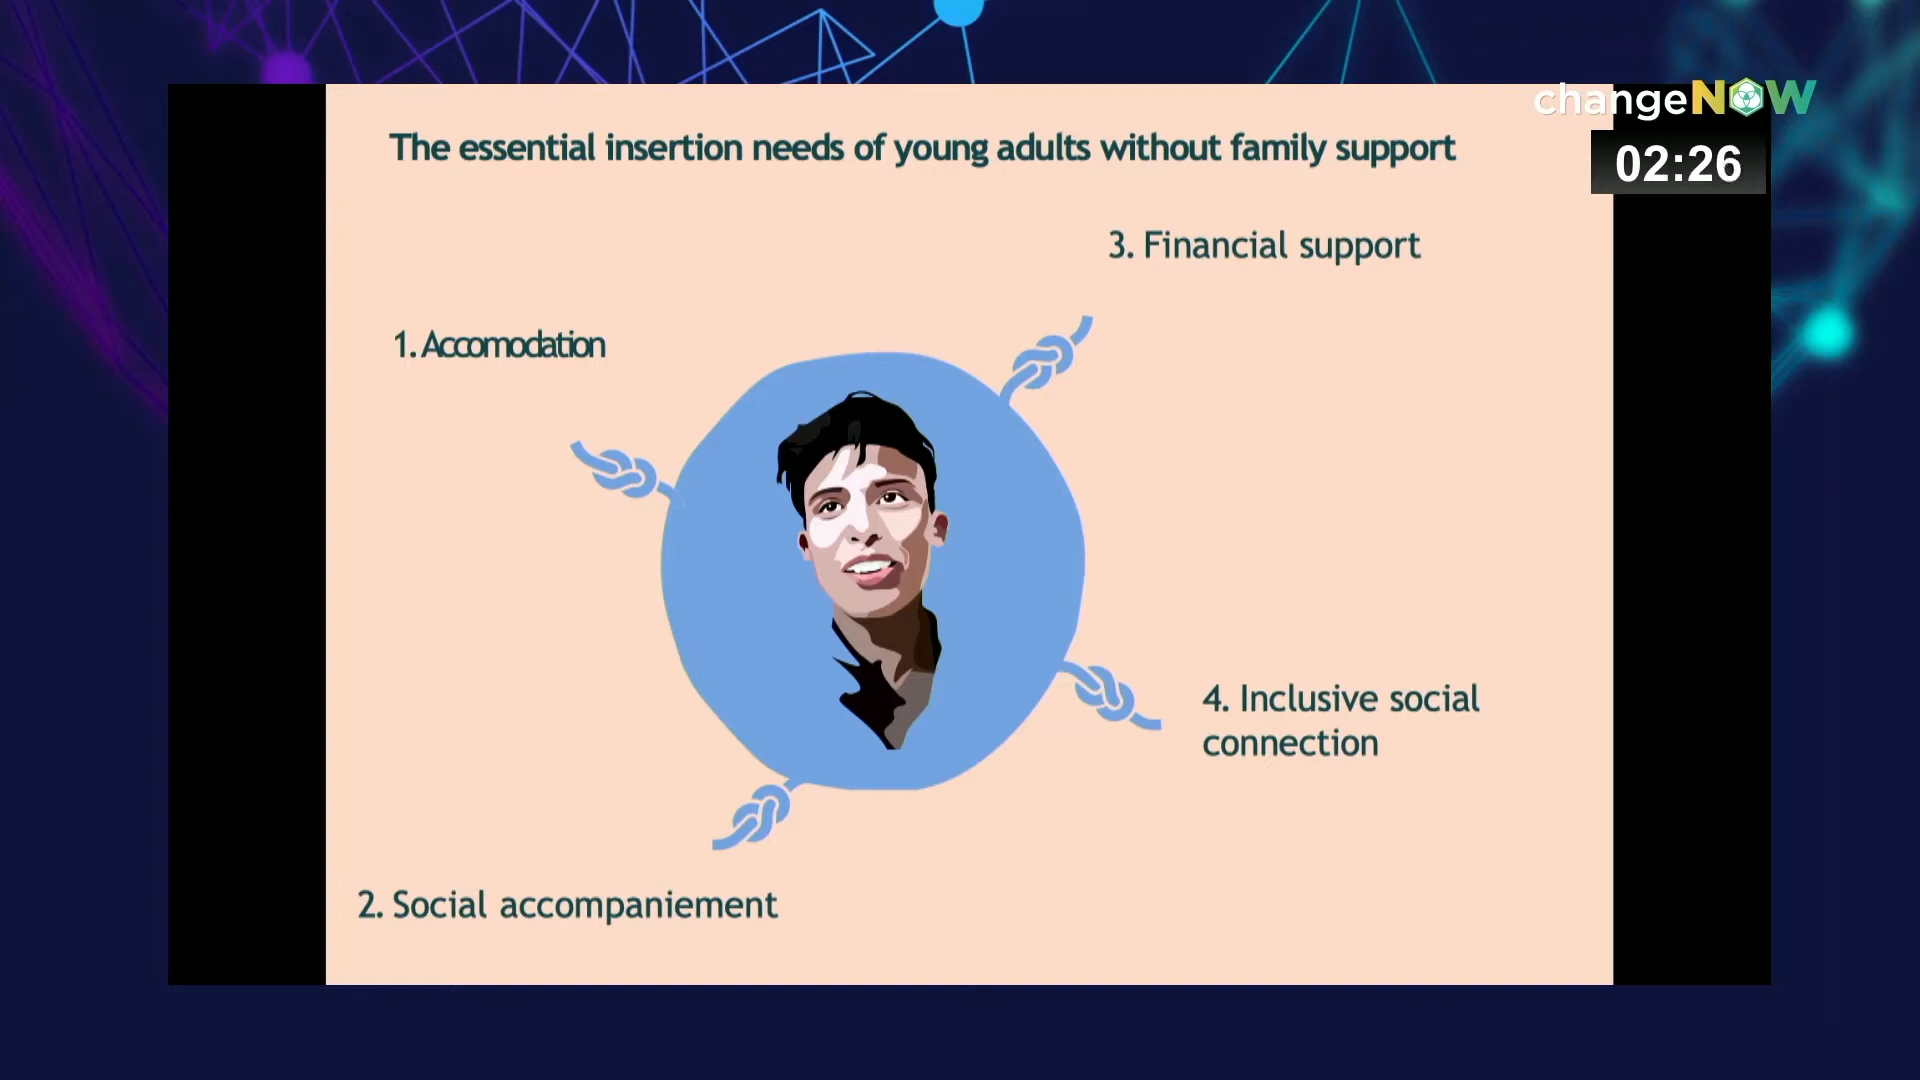 changeNOW
02:26
The essential insertion needs of young adults without family support
3. Financial support
1. Accomodation
4. Inclusive social
connection
2. Social accompaniement